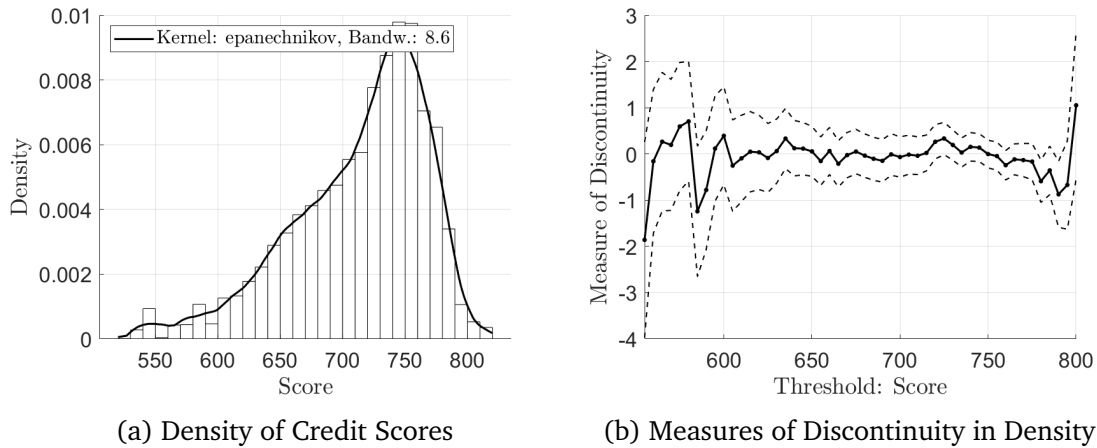 Kernel: epanechnikov, Bandw.: 8.6
0.01
0.008
0.006
0.004
0.002
0
Density
550 600 650 700 750 800
Score
(a) Density of Credit Scores
3
2
1
0
-1
-2
-3
-4
Measure of Discontinuity
600 650 700 750 800
Threshold: Score
(b) Measures of Discontinuity in Density